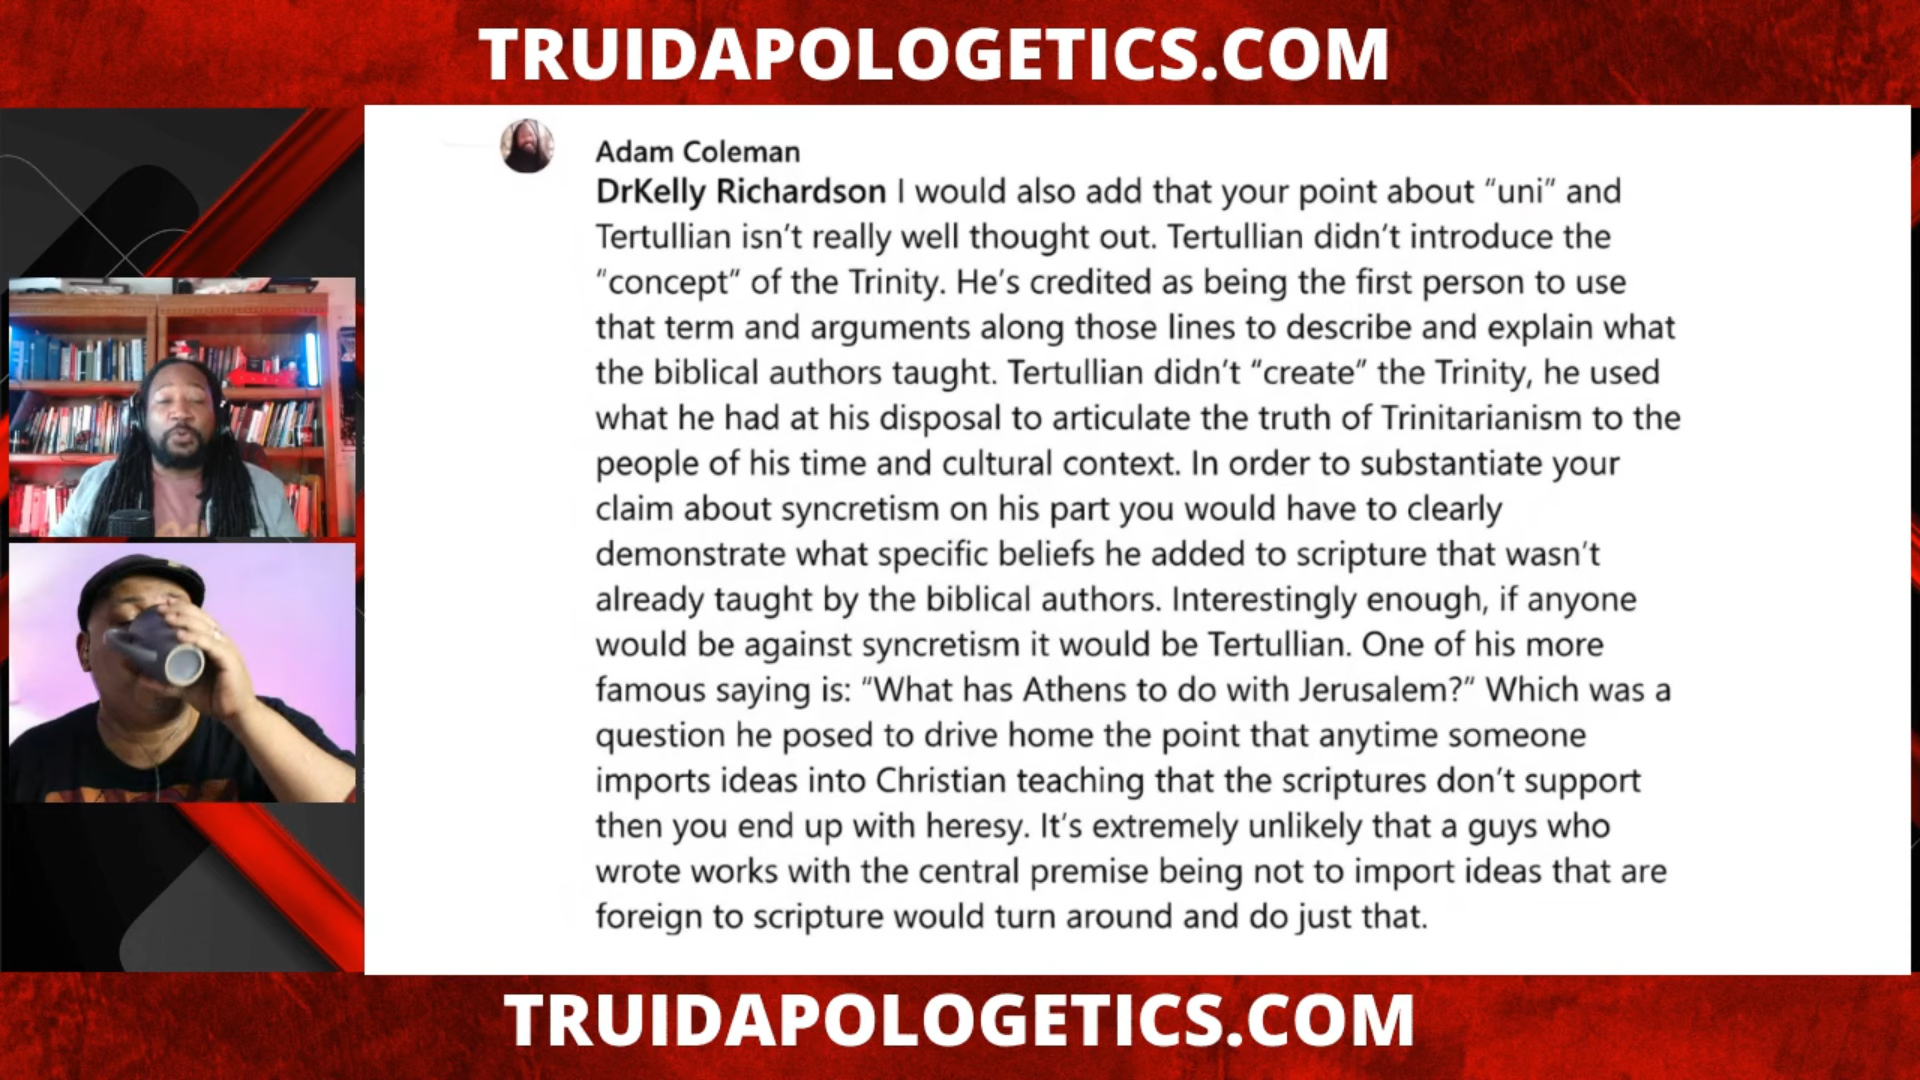 TRUIDAPOLOGETICS.COM
Adam Coleman
DrKelly Richardson I would also add that your point about “uni” and
Tertullian isn’t really well thought out. Tertullian didn’t introduce the
“concept” of the Trinity. He’s credited as being the first person to use
that term and arguments along those lines to describe and explain what
the biblical authors taught. Tertullian didn’t “create” the Trinity, he used
what he had at his disposal to articulate the truth of Trinitarianism to the
people of his time and cultural context. In order to substantiate your
claim about syncretism on his part you would have to clearly
demonstrate what specific beliefs he added to scripture that wasn’t
already taught by the biblical authors. Interestingly enough, if anyone
would be against syncretism it would be Tertullian. One of his more
famous saying is: “What has Athens to do with Jerusalem?” Which was a
question he posed to drive home the point that anytime someone
imports ideas into Christian teaching that the scriptures don’t support
then you end up with heresy. It’s extremely unlikely that a guys who
wrote works with the central premise being not to import ideas that are
foreign to scripture would turn around and do just that.
TRUIDAPOLOGETICS.COM